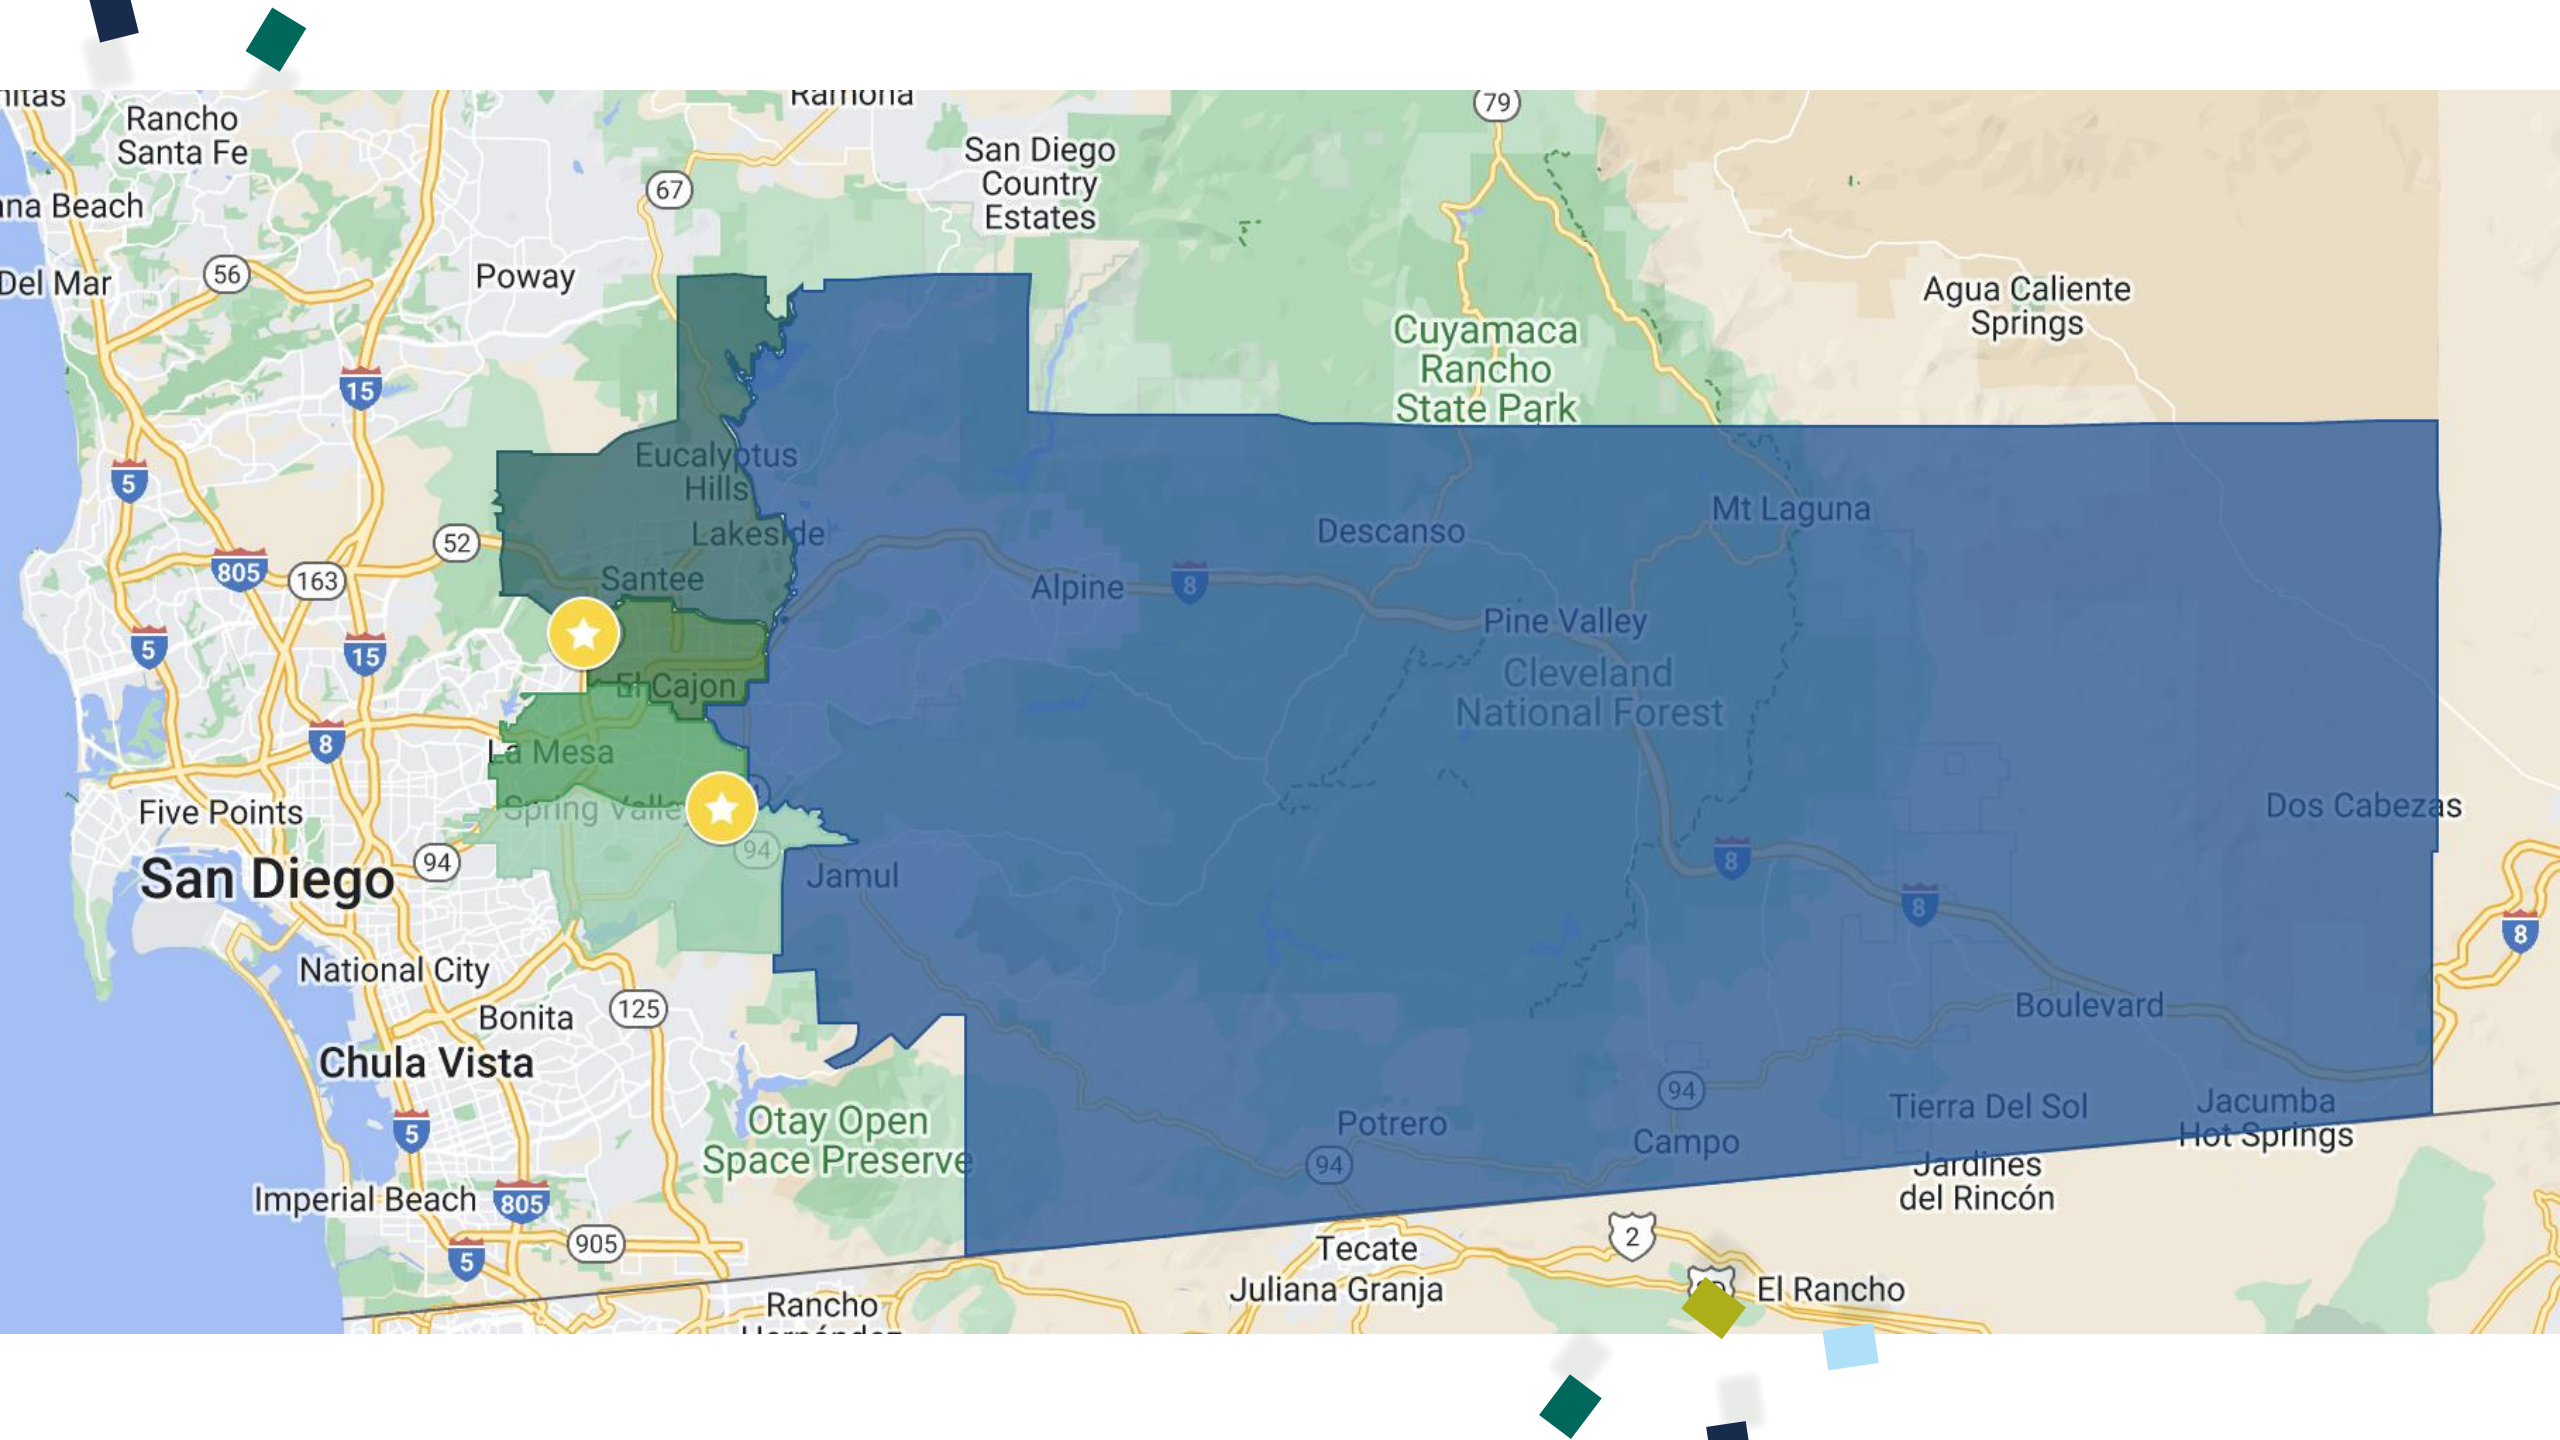 nitas
Ramona
79
Rancho
Santa Fe
San Diego
Country
Estates
67
na Beach
56
Poway
Del Mar
Agua Caliente
Springs
Cuyamaca
Rancho
State Park
15
Eucalyptus
Hills
5
Lakeside
52
Mt Laguna
Descanso
805
163
Santee
Alpine
8
Pine Valley
5
15
Cleveland
National Forest
El Cajon
8
La Mesa
Five Points
Spring Valley
Dos Cabezas
94
94
8
San Diego
Jamul
8
8
National City
125
Bonita
Boulevard
Chula Vista
94
Tierra Del Sol
Jacumba
Hot Springs
5
Otay Open
Space Preserve
Potrero
Campo
94
Jardines
del Rincón
Imperial Beach
805
905
5
2
Tecate
Juliana Granja
El Rancho
Rancho
Hernández